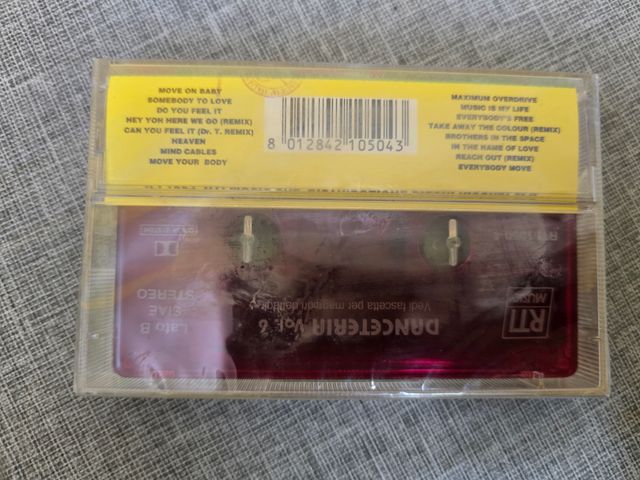 MOVE ON BABY
SOMEBODY TO LOVE
DO YOU FEEL IT
HEY YOH HERE WE GO (REMIX)
CAN YOU FEEL IT (Dr. T. REMIX)
NEAVEN
MIND CABLES
MOVE YOUR BODY
8 012842 105043
MAXIMUM OVERDRIVE
MUSIC IS MY LIFE
EVERYBODY'S FREE
TAKE AWAY THE COLOUR (REMIX)
BROTHERS IN THE SPACE
IN THE NAME OF LOVE
REACH OUT (REMIX)
EVERYBODY MOVE
RTI
MUSIC
DANCETERIA Vol. 6
Vedi fascetta per maggiori dettagli
Lato B
SIAE
STEREO